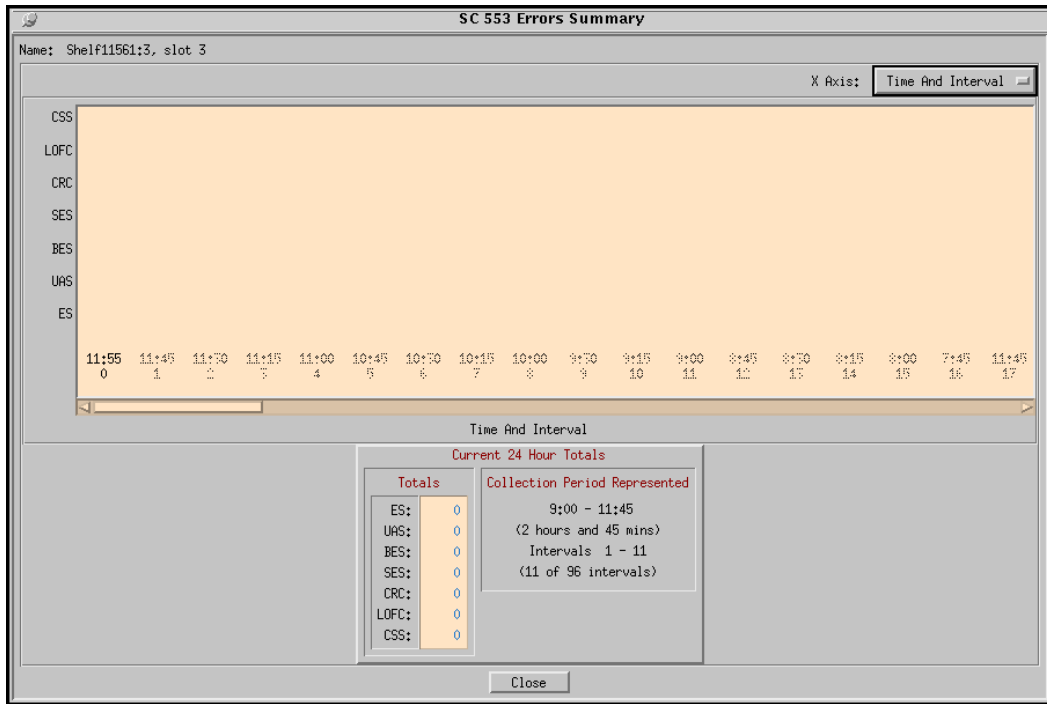 SC 553 Errors Summary
Name: Shelf11561:3, slot 3
X Axis: Time And Interval
CSS
LOFC
CRC
SES
BES
UAS
ES
11:55 11:45 11:30 11:15 11:00 10:45 10:30 10:15 10:00 9:30 9:15 9:00 8:45 8:30 8:15 8:00 7:45 11:45
0 1 2 3 4 5 6 7 8 9 10 11 12 13 14 15 16 17
Time And Interval
Current 24 Hour Totals
Totals
Collection Period Represented
ES: 0
9:00 - 11:45
UAS: 0
(2 hours and 45 mins)
BES: 0
Intervals 1 - 11
SES: 0
(11 of 96 intervals)
CRC: 0
LOFC: 0
CSS: 0
Close